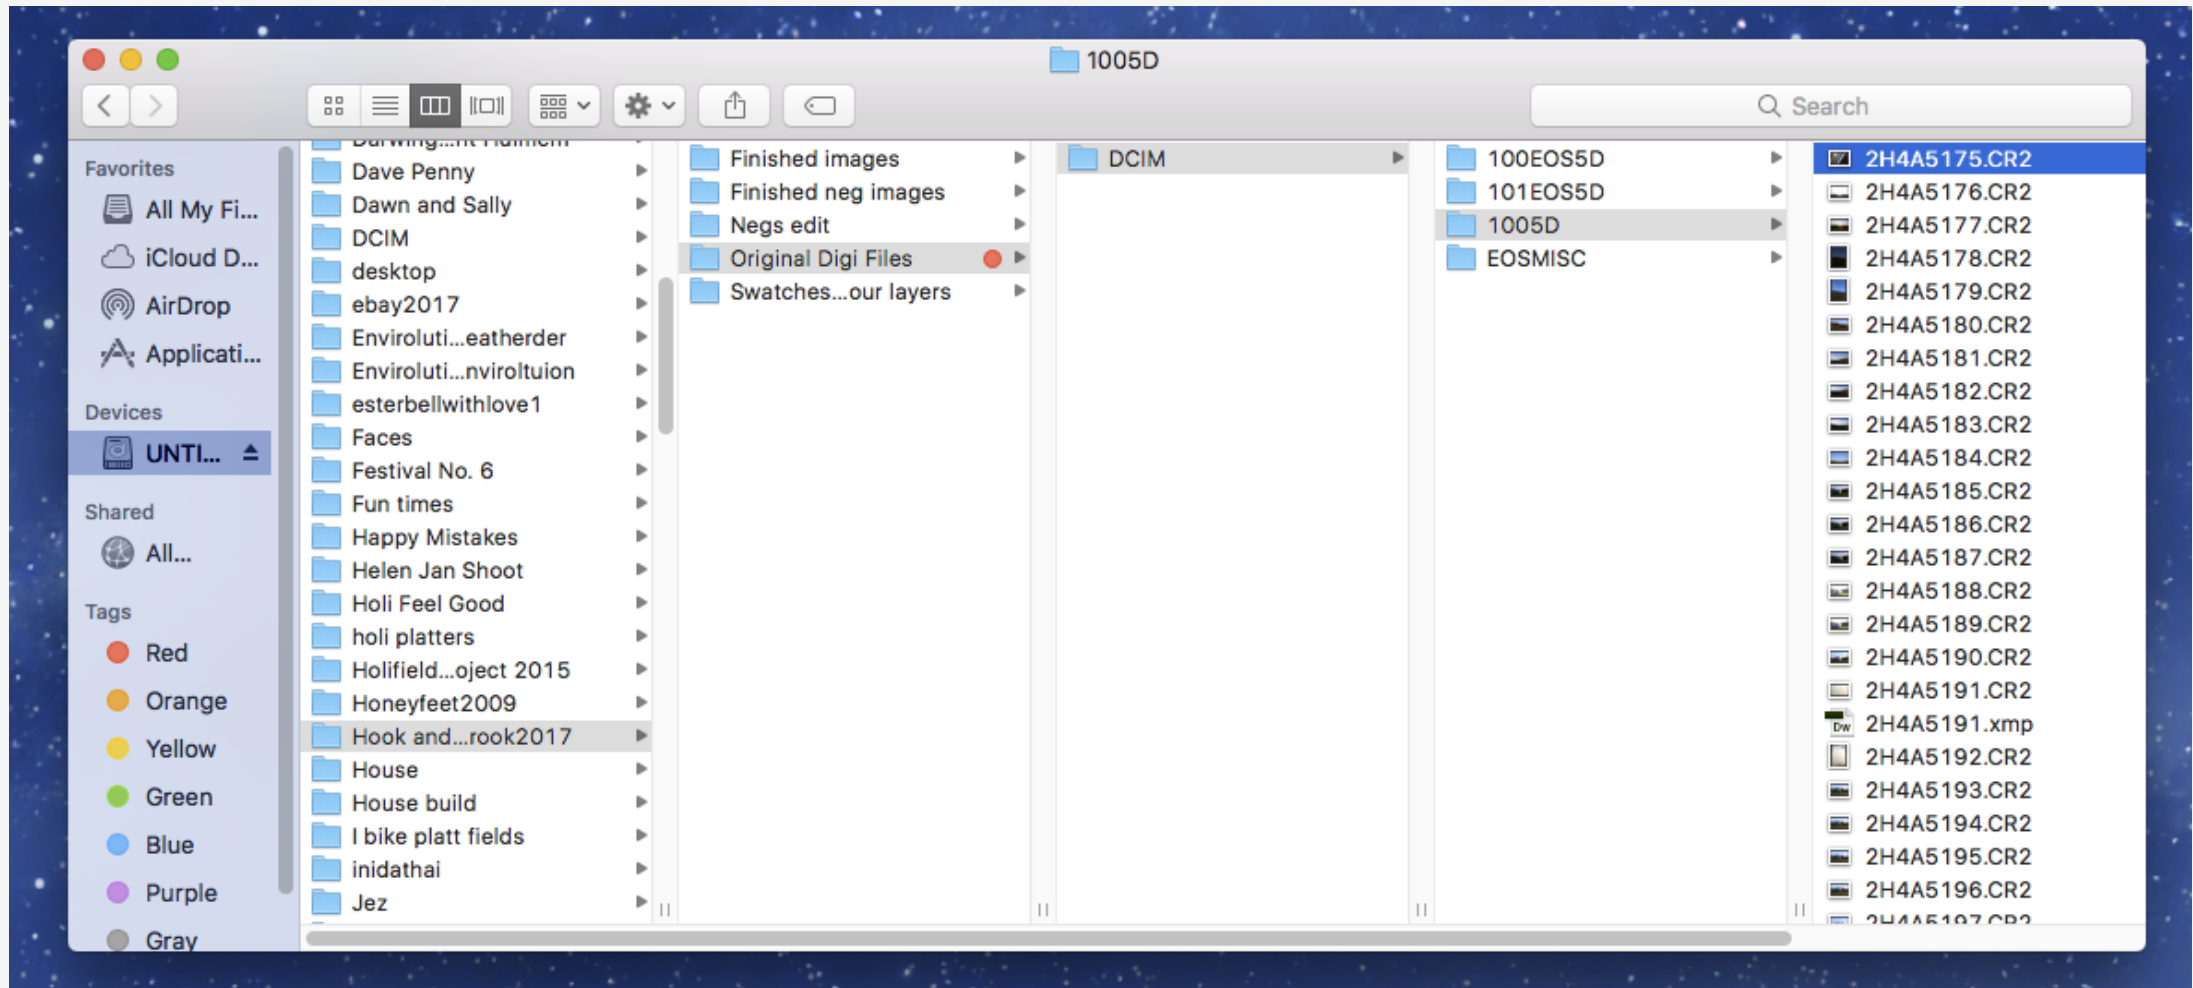 1005D
Search
Favorites
All My Fi...
iCloud D...
AirDrop
Applicati...
Devices
UNTI...
Shared
All...
Tags
Red
Orange
Yellow
Green
Blue
Purple
Gray
Dave Penny
Dawn and Sally
DCIM
desktop
ebay2017
Enviroluti...eatherder
Enviroluti...nviroltuion
esterbellwithlove1
Faces
Festival No. 6
Fun times
Happy Mistakes
Helen Jan Shoot
Holi Feel Good
holi platters
Holifield...oject 2015
Honeyfeet2009
Hook and...rook2017
House
House build
I bike platt fields
inidathai
Jez
Finished images
Finished neg images
Negs edit
Original Digi Files
Swatches...our layers
DCIM
100EOS5D
101EOS5D
1005D
EOSMISC
2H4A5175.CR2
2H4A5176.CR2
2H4A5177.CR2
2H4A5178.CR2
2H4A5179.CR2
2H4A5180.CR2
2H4A5181.CR2
2H4A5182.CR2
2H4A5183.CR2
2H4A5184.CR2
2H4A5185.CR2
2H4A5186.CR2
2H4A5187.CR2
2H4A5188.CR2
2H4A5189.CR2
2H4A5190.CR2
2H4A5191.CR2
Dw
2H4A5191.xmp
2H4A5192.CR2
2H4A5193.CR2
2H4A5194.CR2
2H4A5195.CR2
2H4A5196.CR2
2H4A5197.CR2